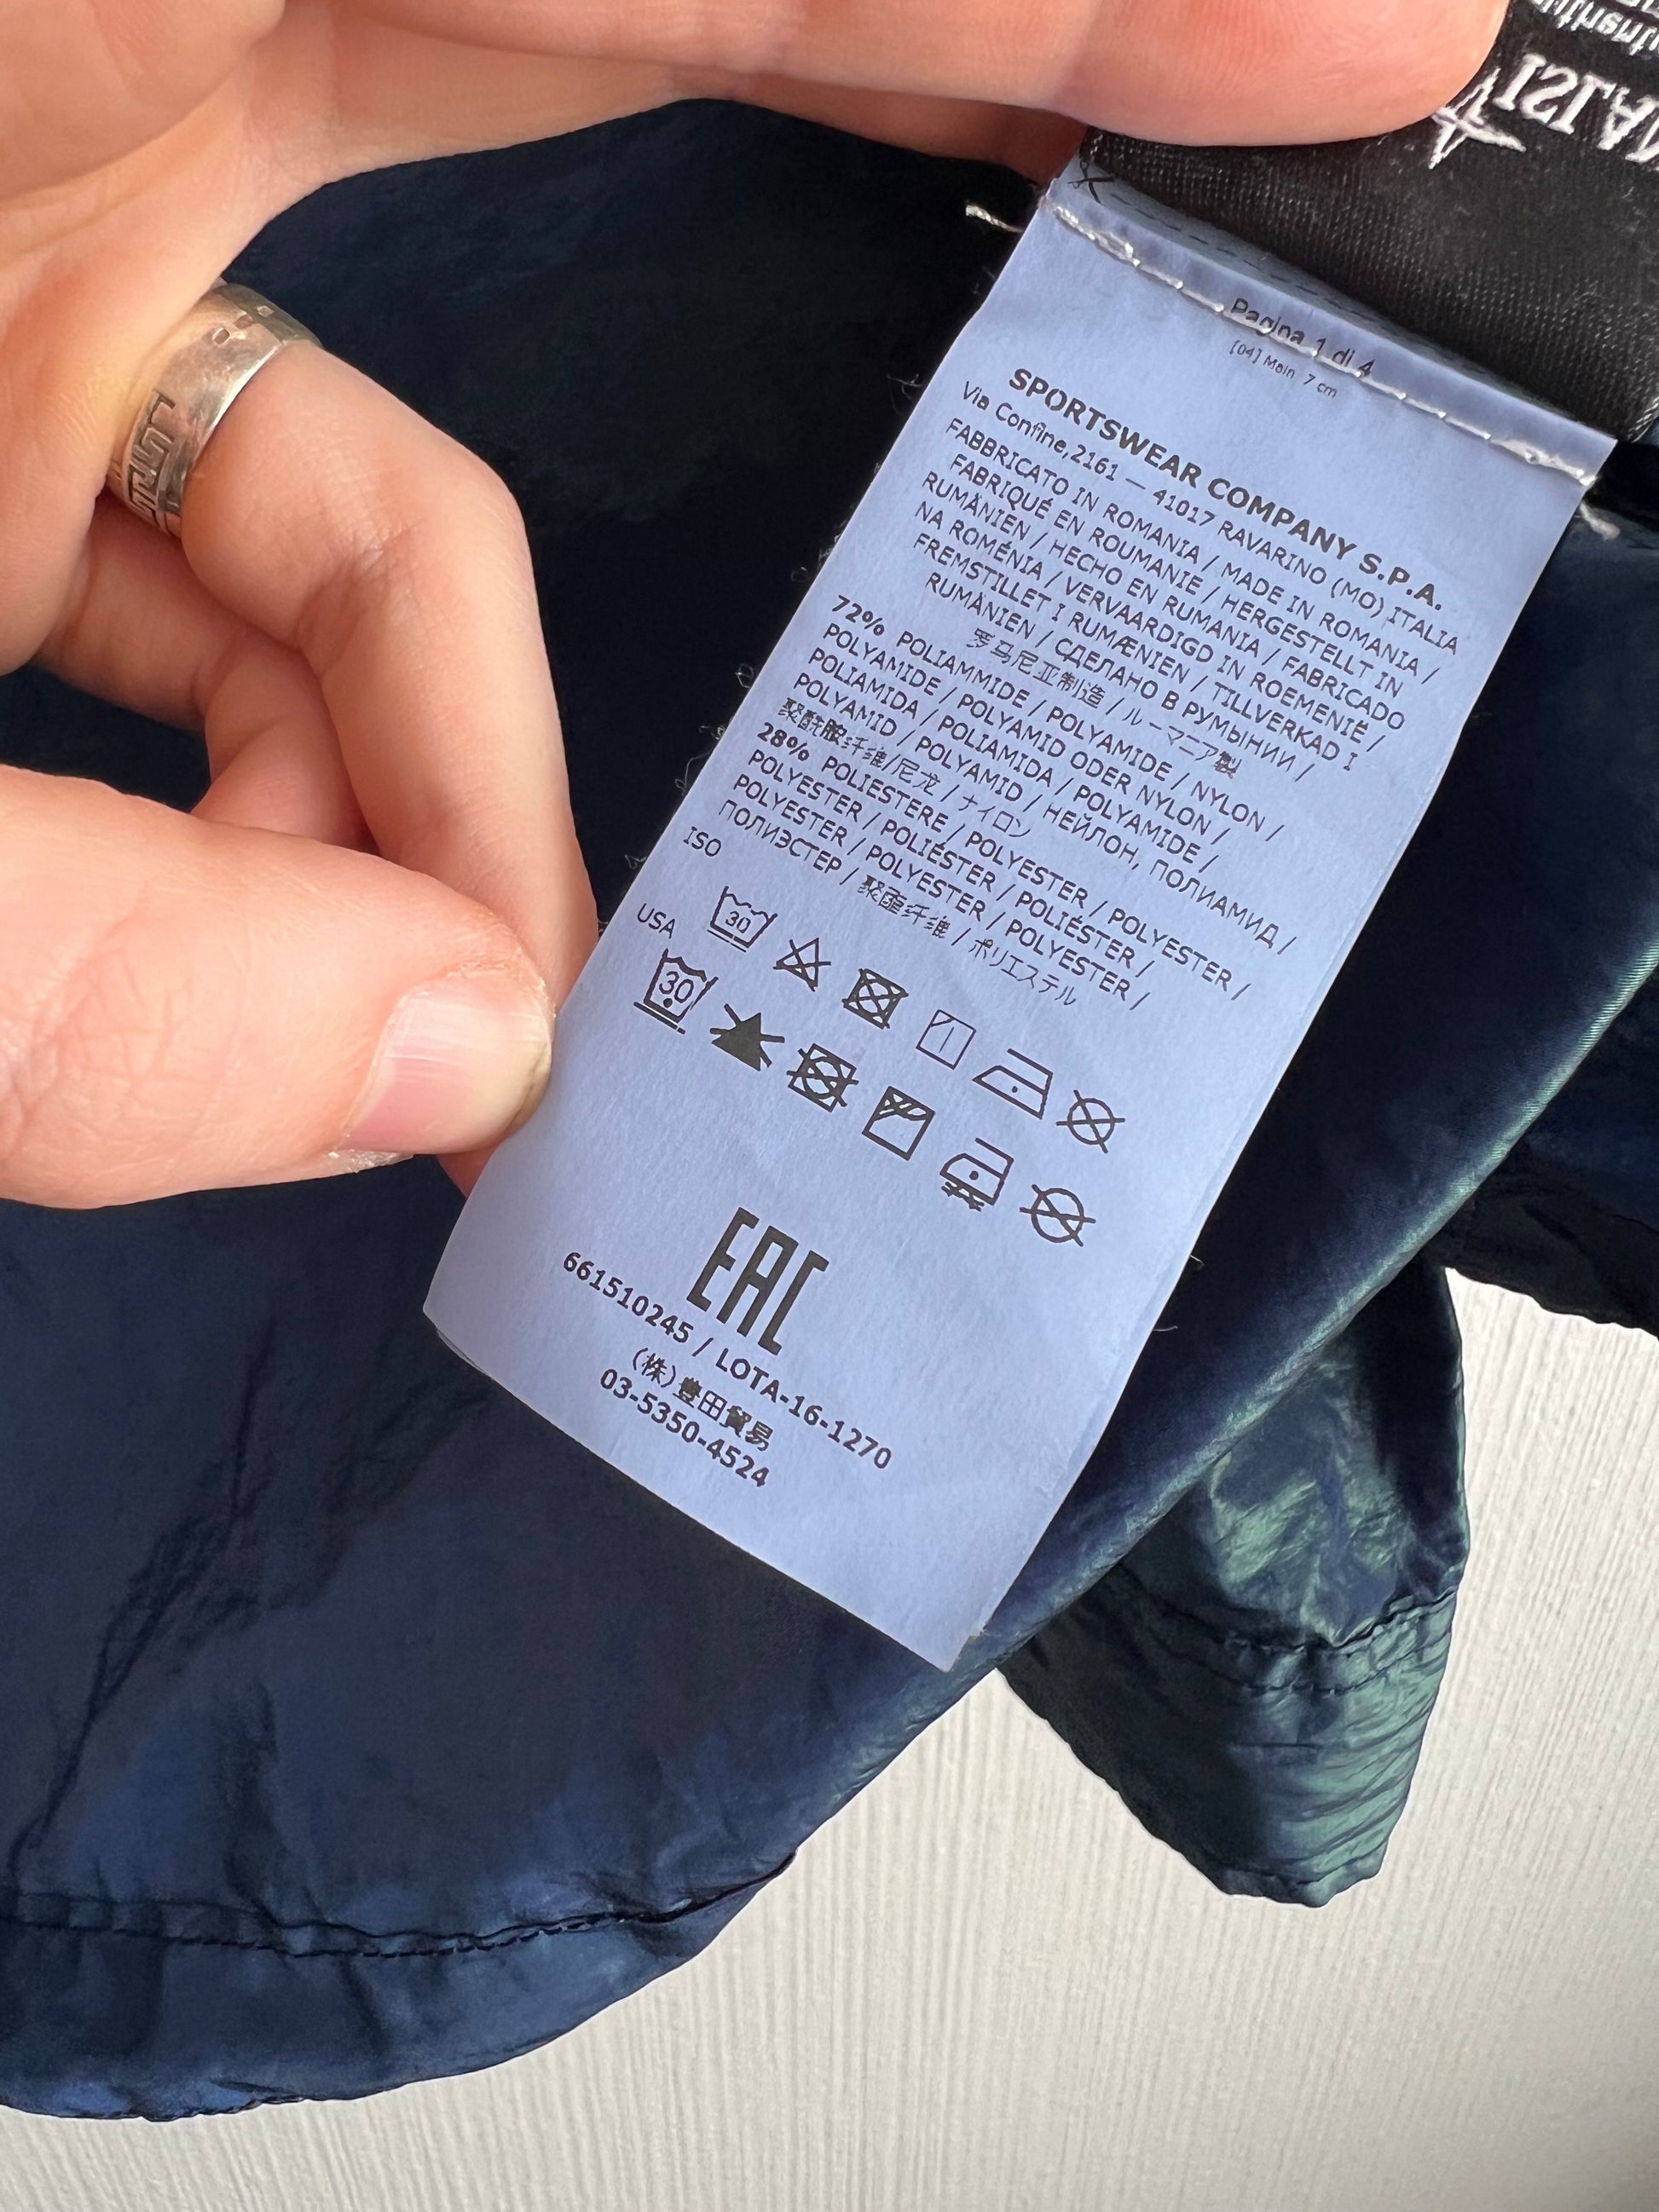 Pagina 1 di 4
[04] Main 7 cm
SPORTSWEAR COMPANY S.P.A.
Via Confine,2161 — 41017 RAVARINO (MO) ITALIA
FABBRICATO IN ROMANIA / MADE IN ROMANIA /
FABRIQUÉ EN ROUMANIE / HERGESTELLT IN
RUMÄNIEN / HECHO EN RUMANIA / FABRICADO
NA ROMÉNIA / VERVAARDIGD IN ROEMENIË /
FREMSTILLET I RUMÆNIEN / TILLVERKAD I
RUMÄNIEN / СДЕЛАНО В РУМЫНИИ /
罗马尼亚制造 / ルーマニア製
72% POLIAMMIDE / POLYAMIDE / NYLON /
POLYAMIDE / POLYAMID ODER NYLON /
POLIAMIDA / POLIAMIDA / POLYAMIDE /
POLYAMID / POLYAMID / НЕЙЛОН, ПОЛИАМИД /
聚酰胺纤维/尼龙 / ナイロン
28% POLIESTERE / POLYESTER / POLYESTER /
POLYESTER / POLIÉSTER / POLIÉSTER /
POLYESTER / POLYESTER / POLYESTER /
ПОЛИЭСТЕР / 聚酯纤维 / ポリエステル
ISO
30
USA
30
EAC
661510245 / LOTA-16-1270
(株)豊田貿易
03-5350-4524